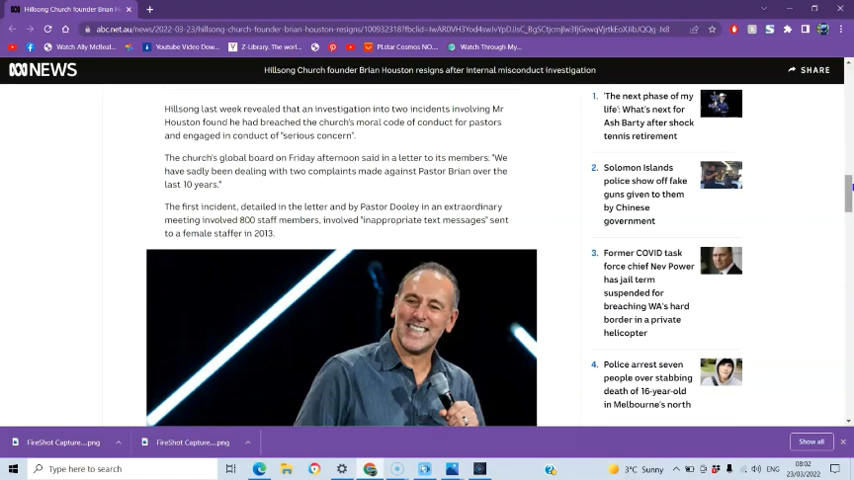 Hillsong Church founder Brian H
abc.net.au/news/2022-03-23/hillsong-church-founder-brian-houston-resigns/
Watch Ally McBeal...
Youtube Video Dow...
Z-Library. The worl...
PLstar Cosmos NO...
Watch Through My...
NEWS
Hillsong Church founder Brian Houston resigns after internal misconduct investigation
SHARE
Hillsong last week revealed that an investigation into two incidents involving Mr
Houston found he had breached the church's moral code of conduct for pastors
and engaged in conduct of "serious concern".
The church's global board on Friday afternoon said in a letter to its members: "We
have sadly been dealing with two complaints made against Pastor Brian over the
last 10 years."
The first incident, detailed in the letter and by Pastor Dooley in an extraordinary
meeting involved 800 staff members, involved "inappropriate text messages" sent
to a female staffer in 2013.
1. 'The next phase of my
life': What's next for
Ash Barty after shock
tennis retirement
2. Solomon Islands
police show off fake
guns given to them
by Chinese
government
3. Former COVID task
force chief Nev Power
has jail term
suspended for
breaching WA's hard
border in a private
helicopter
4. Police arrest seven
people over stabbing
death of 16-year-old
in Melbourne's north
FireShot Capture....png
FireShot Capture....png
Show all
Type here to search
3°C Sunny
ENG
08:02
23/03/2022